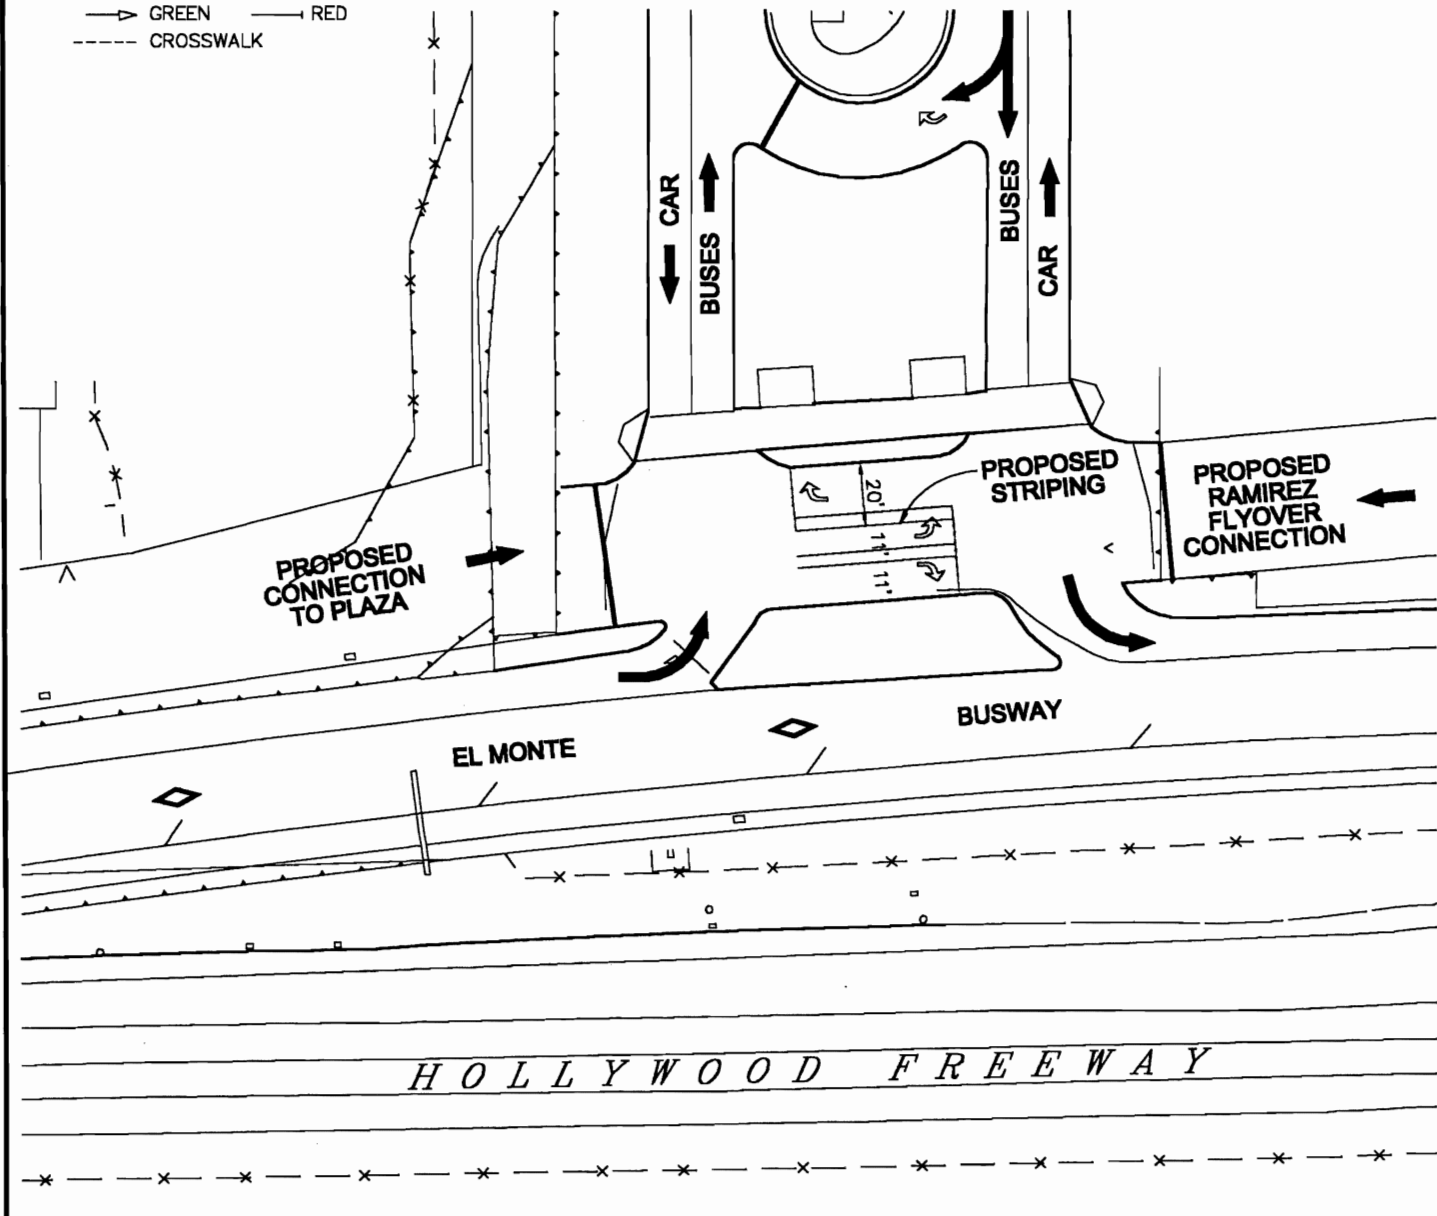 GREEN RED
CROSSWALK
CAR
BUSES
BUSES
CAR
PROPOSED
STRIPING
20'
11'
11'
PROPOSED
RAMIREZ
FLYOVER
CONNECTION
PROPOSED
CONNECTION
TO PLAZA
EL MONTE BUSWAY
HOLLYWOOD FREEWAY